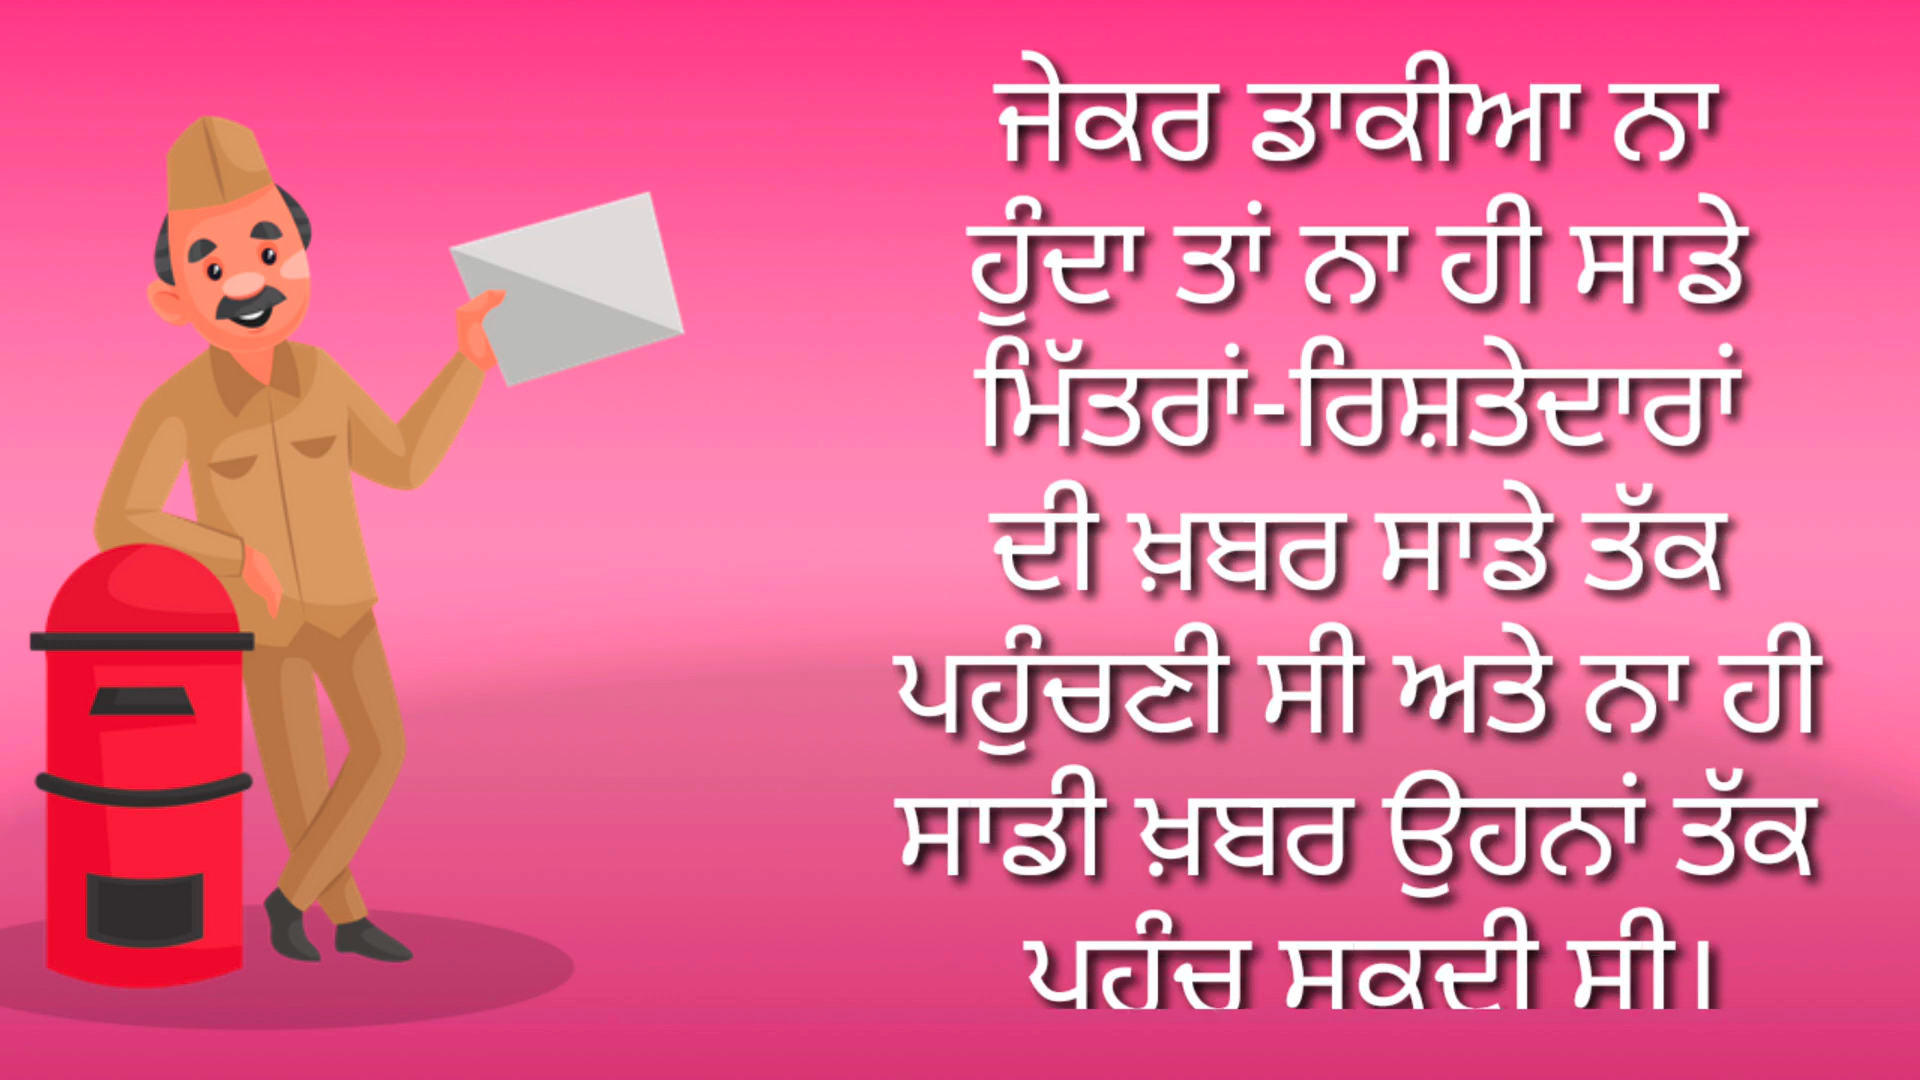 ਜੇਕਰ ਡਾਕੀਆ ਨਾ
ਹੁੰਦਾ ਤਾਂ ਨਾ ਹੀ ਸਾਡੇ
ਮਿੱਤਰਾਂ-ਰਿਸ਼ਤੇਦਾਰਾਂ
ਦੀ ਖ਼ਬਰ ਸਾਡੇ ਤੱਕ
ਪਹੁੰਚਣੀ ਸੀ ਅਤੇ ਨਾ ਹੀ
ਸਾਡੀ ਖ਼ਬਰ ਉਹਨਾਂ ਤੱਕ
ਪਹੁੰਚ ਸਕਦੀ ਸੀ।